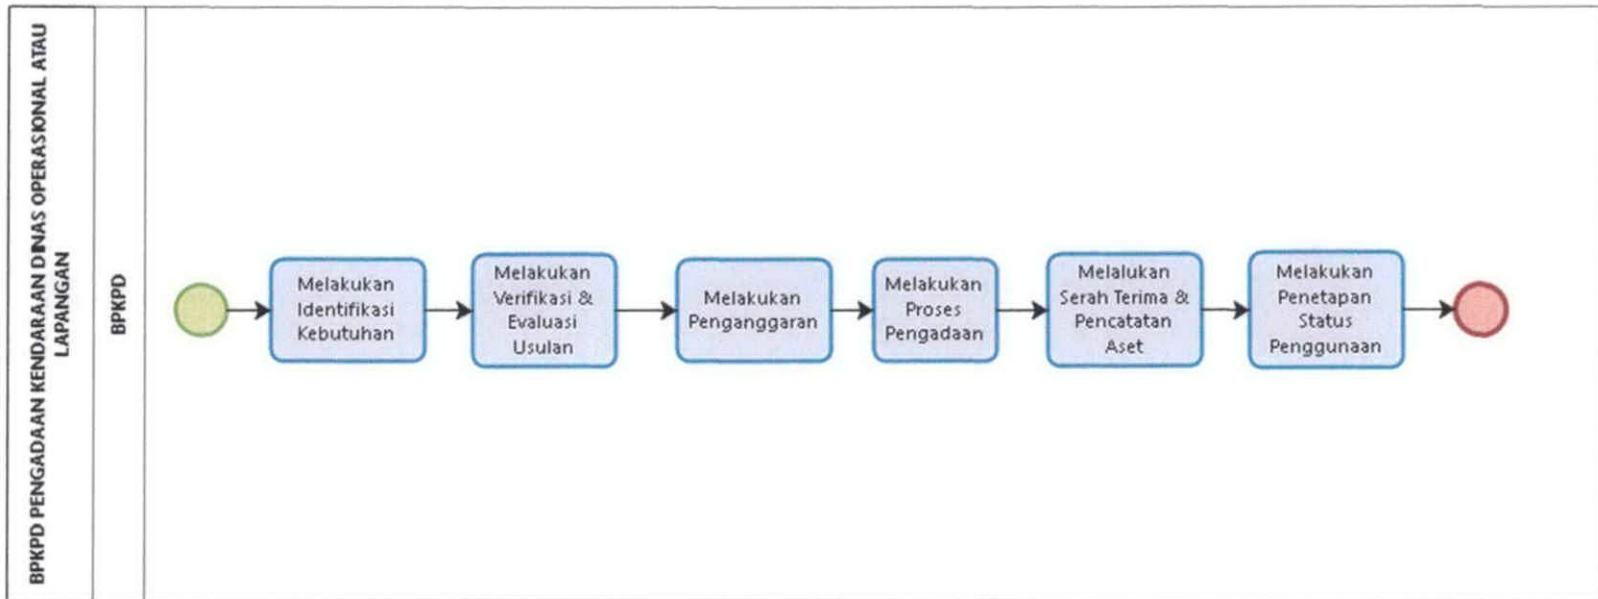 BPKPD PENGADAAN KENDARAAN DINAS OPERASIONAL ATAU
LAPANGAN
BPKPD
Melakukan
Identifikasi
Kebutuhan
Melakukan
Verifikasi &
Evaluasi
Usulan
Melakukan
Penganggaran
Melakukan
Proses
Pengadaan
Melalukan
Serah Terima &
Pencatatan
Aset
Melakukan
Penetapan
Status
Penggunaan